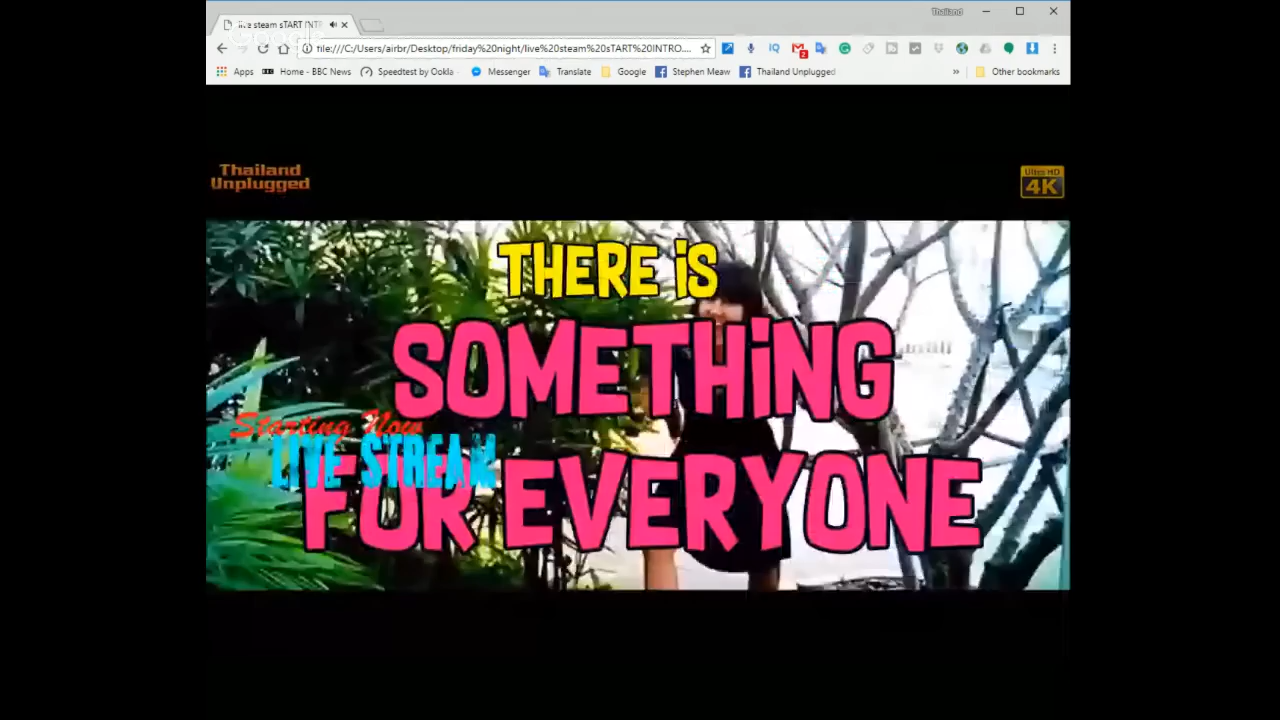 Thailand
live steam sTART INTR
Google
file:///C:/Users/airbr/Desktop/friday%20night/live%20steam%20sTART%20INTRO....
Apps
Home - BBC News
Speedtest by Ookla -
Messenger
Translate
Google
Stephen Meaw
Thailand Unplugged
»
Other bookmarks
Thailand
Unplugged
Ultra HD
4K
THERE iS
SOMETHiNG
FOR EVERYONE
Starting Now
LIVE STREAM